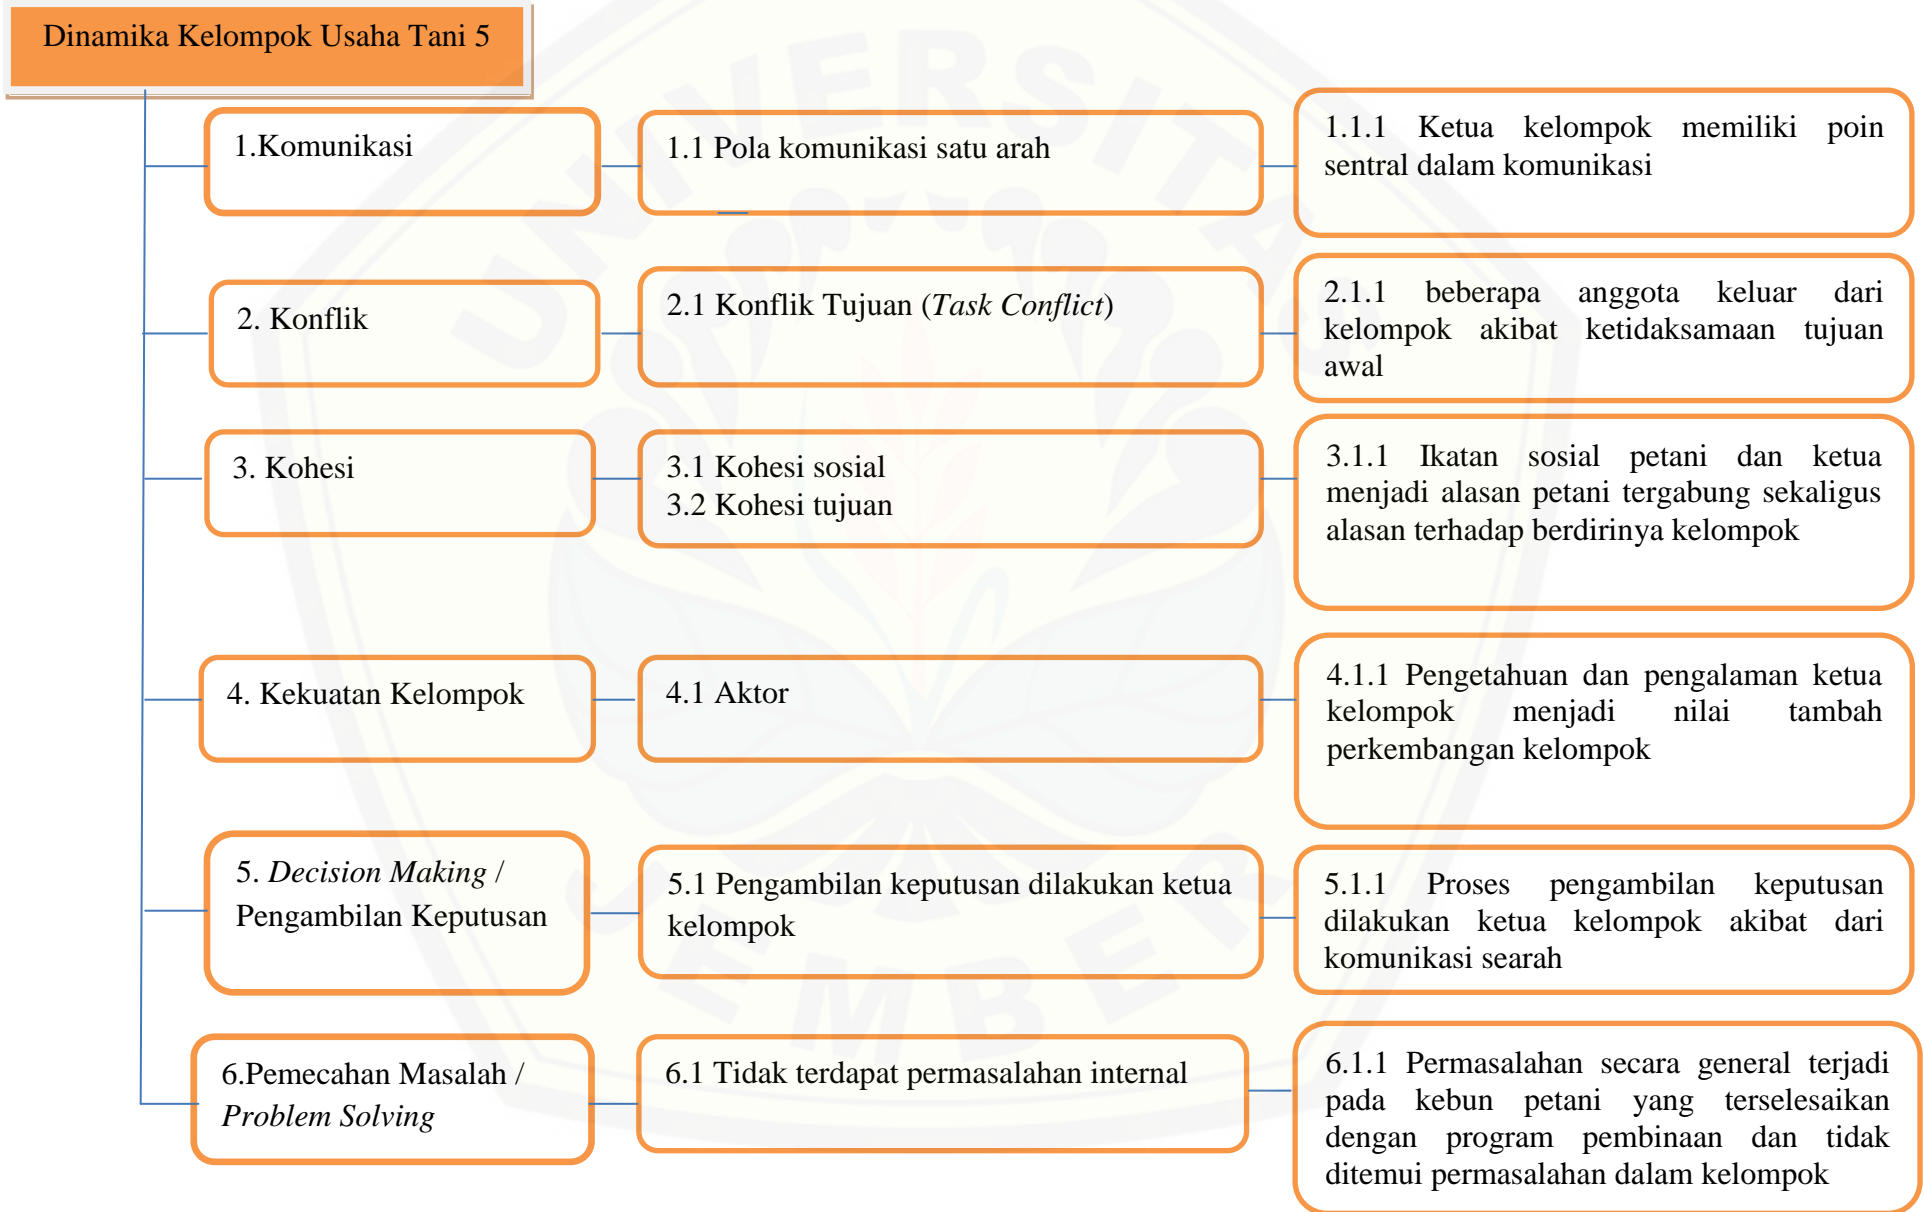 Dinamika Kelompok Usaha Tani 5
1.Komunikasi
1.1 Pola komunikasi satu arah
1.1.1 Ketua kelompok memiliki poin
sentral dalam komunikasi
2. Konflik
2.1 Konflik Tujuan (Task Conflict)
2.1.1 beberapa anggota keluar dari
kelompok akibat ketidaksamaan tujuan
awal
3. Kohesi
3.1 Kohesi sosial
3.2 Kohesi tujuan
3.1.1 Ikatan sosial petani dan ketua
menjadi alasan petani tergabung sekaligus
alasan terhadap berdirinya kelompok
4. Kekuatan Kelompok
4.1 Aktor
4.1.1 Pengetahuan dan pengalaman ketua
kelompok menjadi nilai tambah
perkembangan kelompok
5. Decision Making /
Pengambilan Keputusan
5.1 Pengambilan keputusan dilakukan ketua
kelompok
5.1.1 Proses pengambilan keputusan
dilakukan ketua kelompok akibat dari
komunikasi searah
6.Pemecahan Masalah /
Problem Solving
6.1 Tidak terdapat permasalahan internal
6.1.1 Permasalahan secara general terjadi
pada kebun petani yang terselesaikan
dengan program pembinaan dan tidak
ditemui permasalahan dalam kelompok
UNIVERSITAS
JEMBER